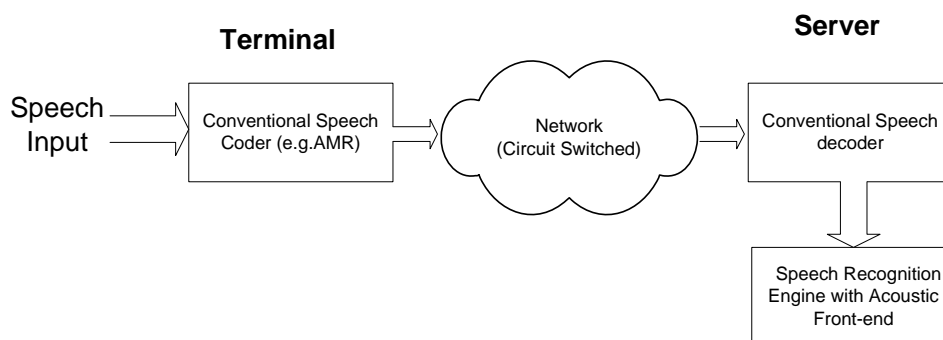 Terminal
Server
Speech
Input
Conventional Speech
Coder (e.g.AMR)
Network
(Circuit Switched)
Conventional Speech
decoder
Speech Recognition
Engine with Acoustic
Front-end